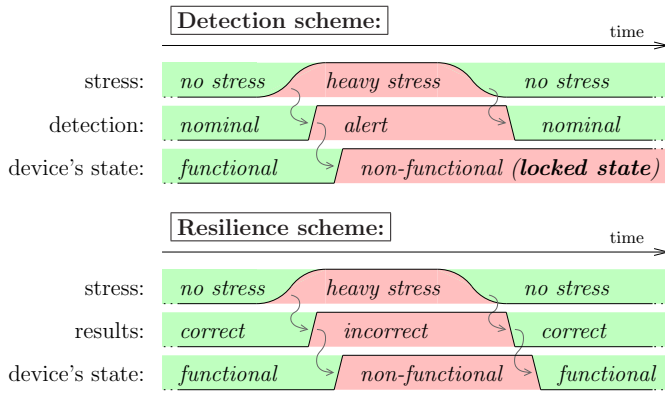 Detection scheme:
time
stress: no stress heavy stress no stress
detection: nominal alert nominal
device's state: functional non-functional (locked state)
Resilience scheme:
time
stress: no stress heavy stress no stress
results: correct incorrect correct
device's state: functional non-functional functional